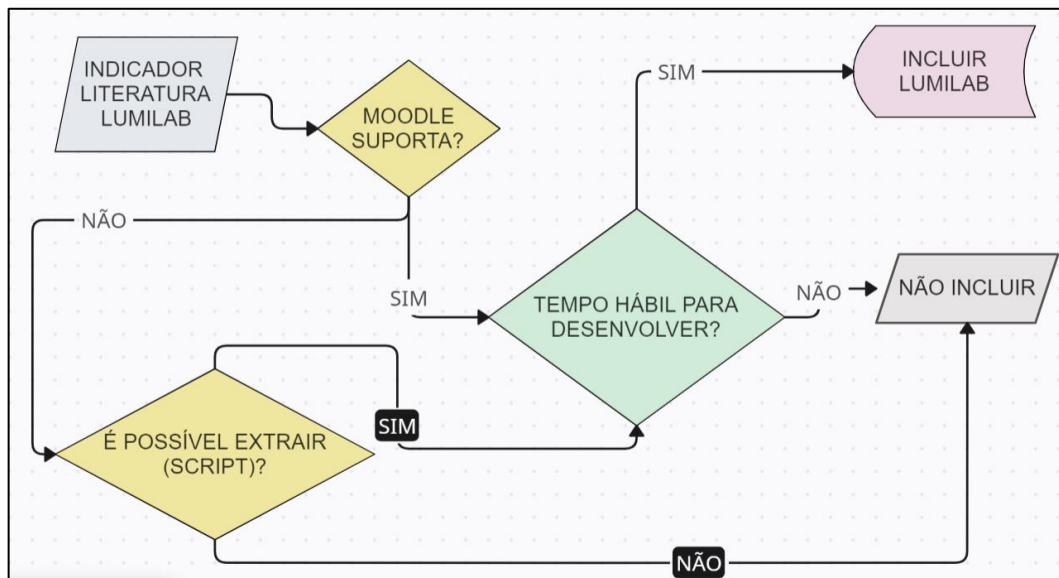 INDICADOR
LITERATURA
LUMILAB
MOODLE
SUPORTA?
SIM
INCLUIR
LUMILAB
NÃO
SIM
TEMPO HÁBIL PARA
DESENVOLVER?
NÃO
NÃO INCLUIR
É POSSÍVEL EXTRAIR
(SCRIPT)?
SIM
NÃO